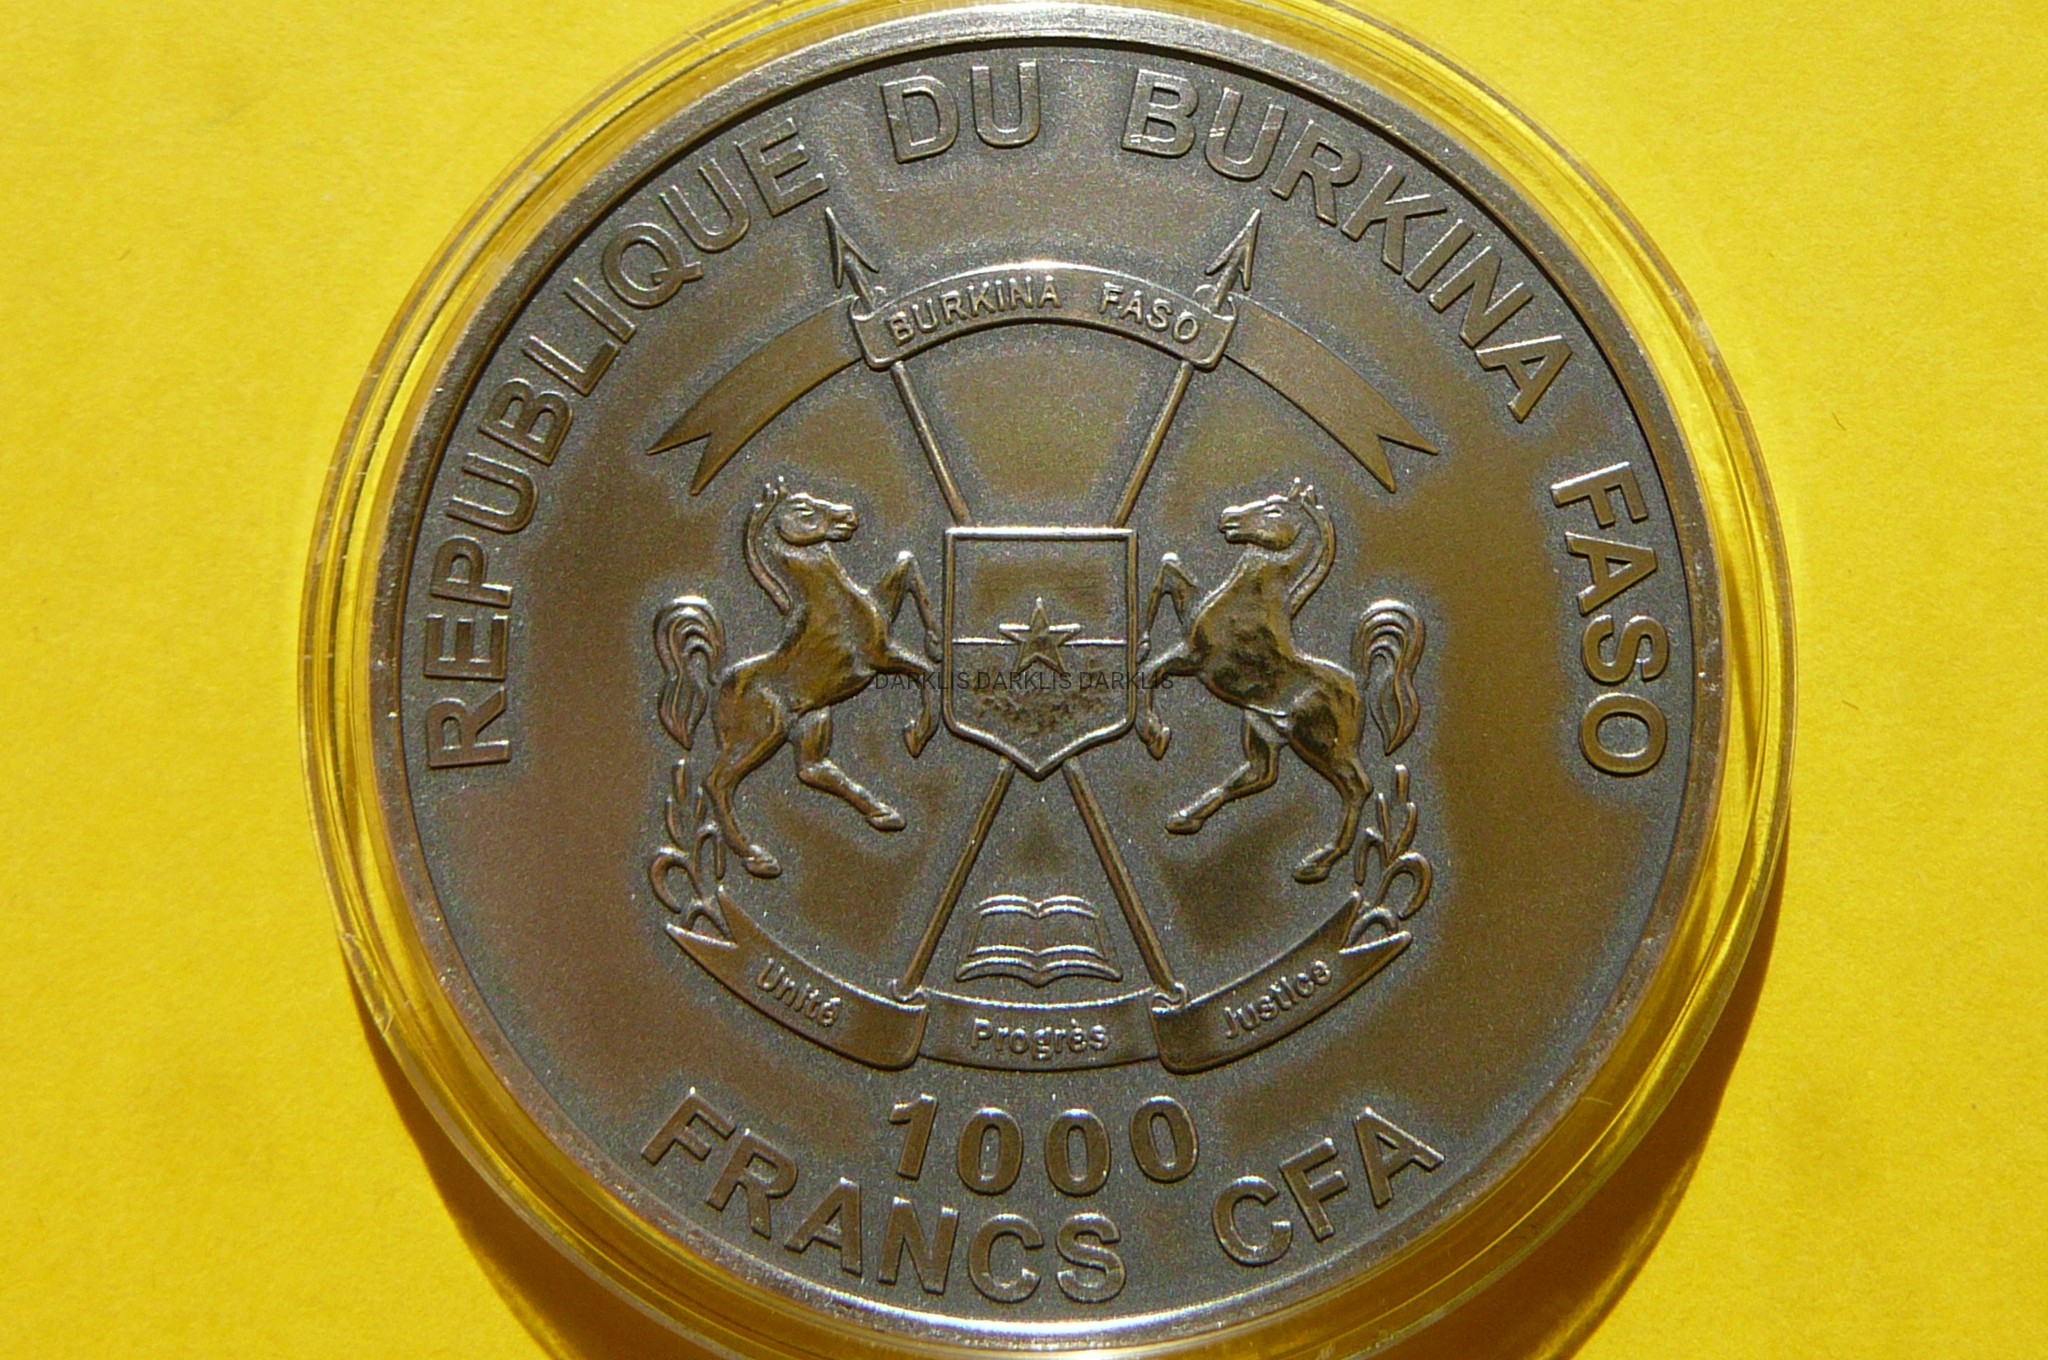 REPUBLIQUE DU BURKINA FASO
BURKINA FASO
DARKLIS DARKLIS DARKLIS
Unité Progrès Justice
1000
FRANCS CFA